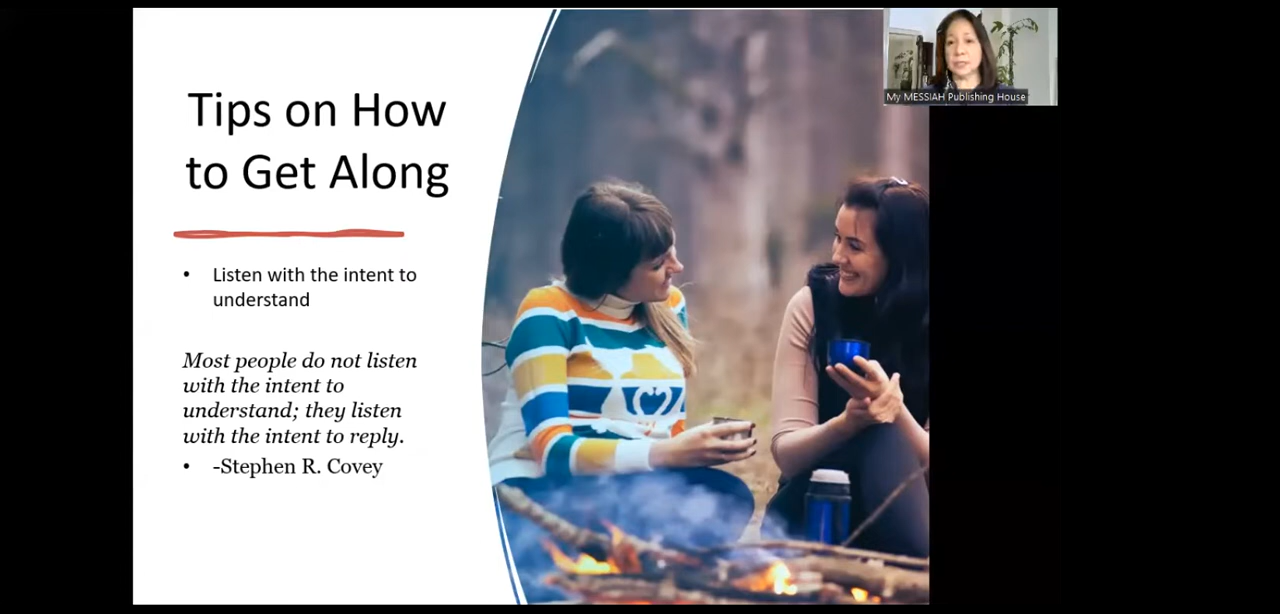 Tips on How
to Get Along
• Listen with the intent to
understand
Most people do not listen
with the intent to
understand; they listen
with the intent to reply.
• -Stephen R. Covey
My MESSIAH Publishing House